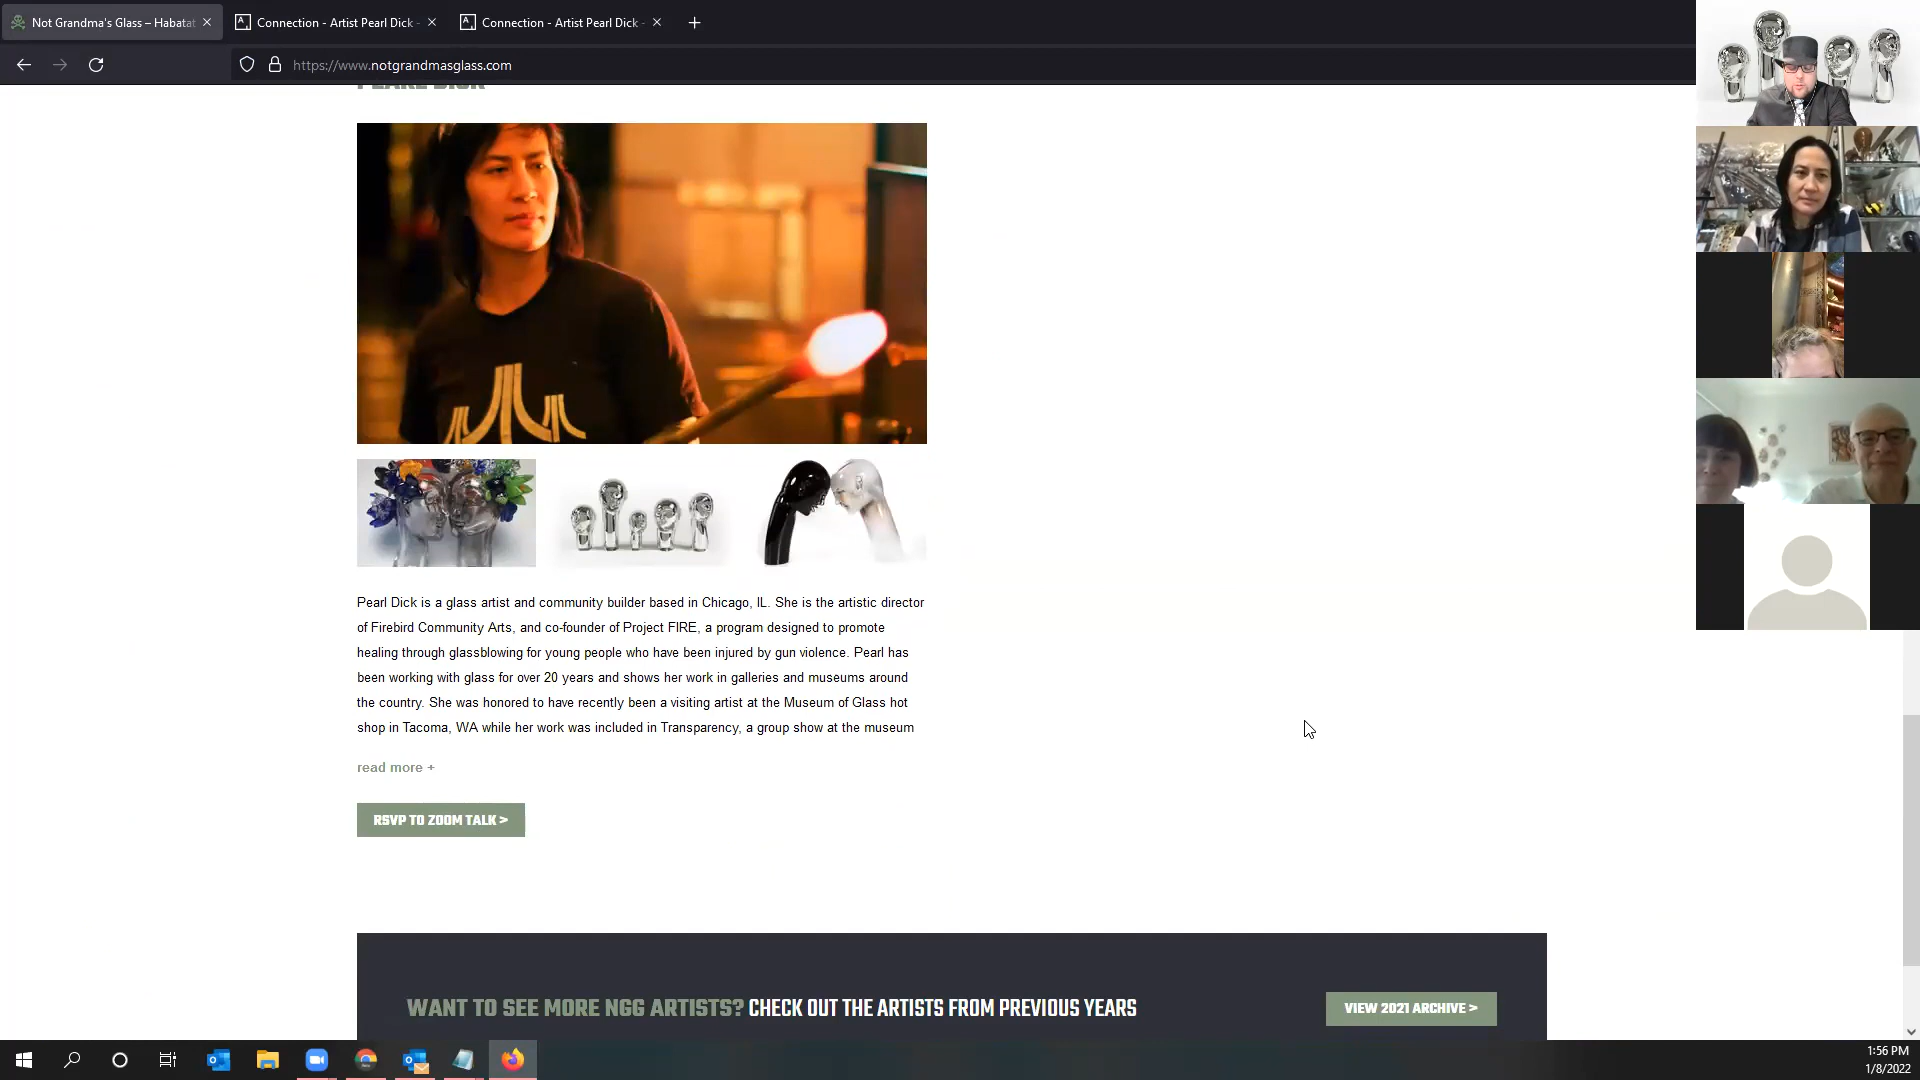 Not Grandma's Glass – Habatat
Connection - Artist Pearl Dick -
Connection - Artist Pearl Dick -
https://www.notgrandmasglass.com
PEARL DICK
Pearl Dick is a glass artist and community builder based in Chicago, IL. She is the artistic director
of Firebird Community Arts, and co-founder of Project FIRE, a program designed to promote
healing through glassblowing for young people who have been injured by gun violence. Pearl has
been working with glass for over 20 years and shows her work in galleries and museums around
the country. She was honored to have recently been a visiting artist at the Museum of Glass hot
shop in Tacoma, WA while her work was included in Transparency, a group show at the museum
read more +
RSVP TO ZOOM TALK >
WANT TO SEE MORE NGG ARTISTS? CHECK OUT THE ARTISTS FROM PREVIOUS YEARS
VIEW 2021 ARCHIVE >
1:56 PM
1/8/2022